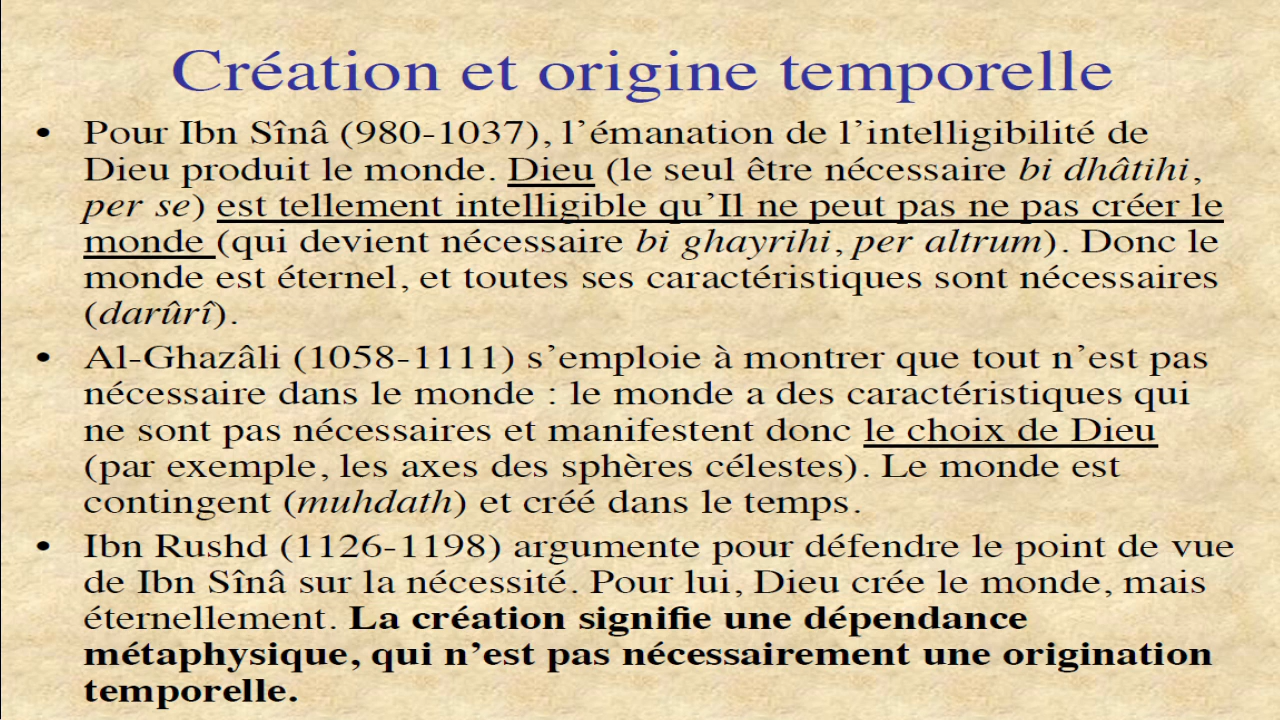 Création et origine temporelle
• Pour Ibn Sînâ (980-1037), l’émanation de l’intelligibilité de
Dieu produit le monde. Dieu (le seul être nécessaire bi dhâtihi,
per se) est tellement intelligible qu’Il ne peut pas ne pas créer le
monde (qui devient nécessaire bi ghayrihi, per altrum). Donc le
monde est éternel, et toutes ses caractéristiques sont nécessaires
(darûrî).
• Al-Ghazâli (1058-1111) s’emploie à montrer que tout n’est pas
nécessaire dans le monde : le monde a des caractéristiques qui
ne sont pas nécessaires et manifestent donc le choix de Dieu
(par exemple, les axes des sphères célestes). Le monde est
contingent (muhdath) et créé dans le temps.
• Ibn Rushd (1126-1198) argumente pour défendre le point de vue
de Ibn Sînâ sur la nécessité. Pour lui, Dieu crée le monde, mais
éternellement. La création signifie une dépendance
métaphysique, qui n’est pas nécessairement une origination
temporelle.